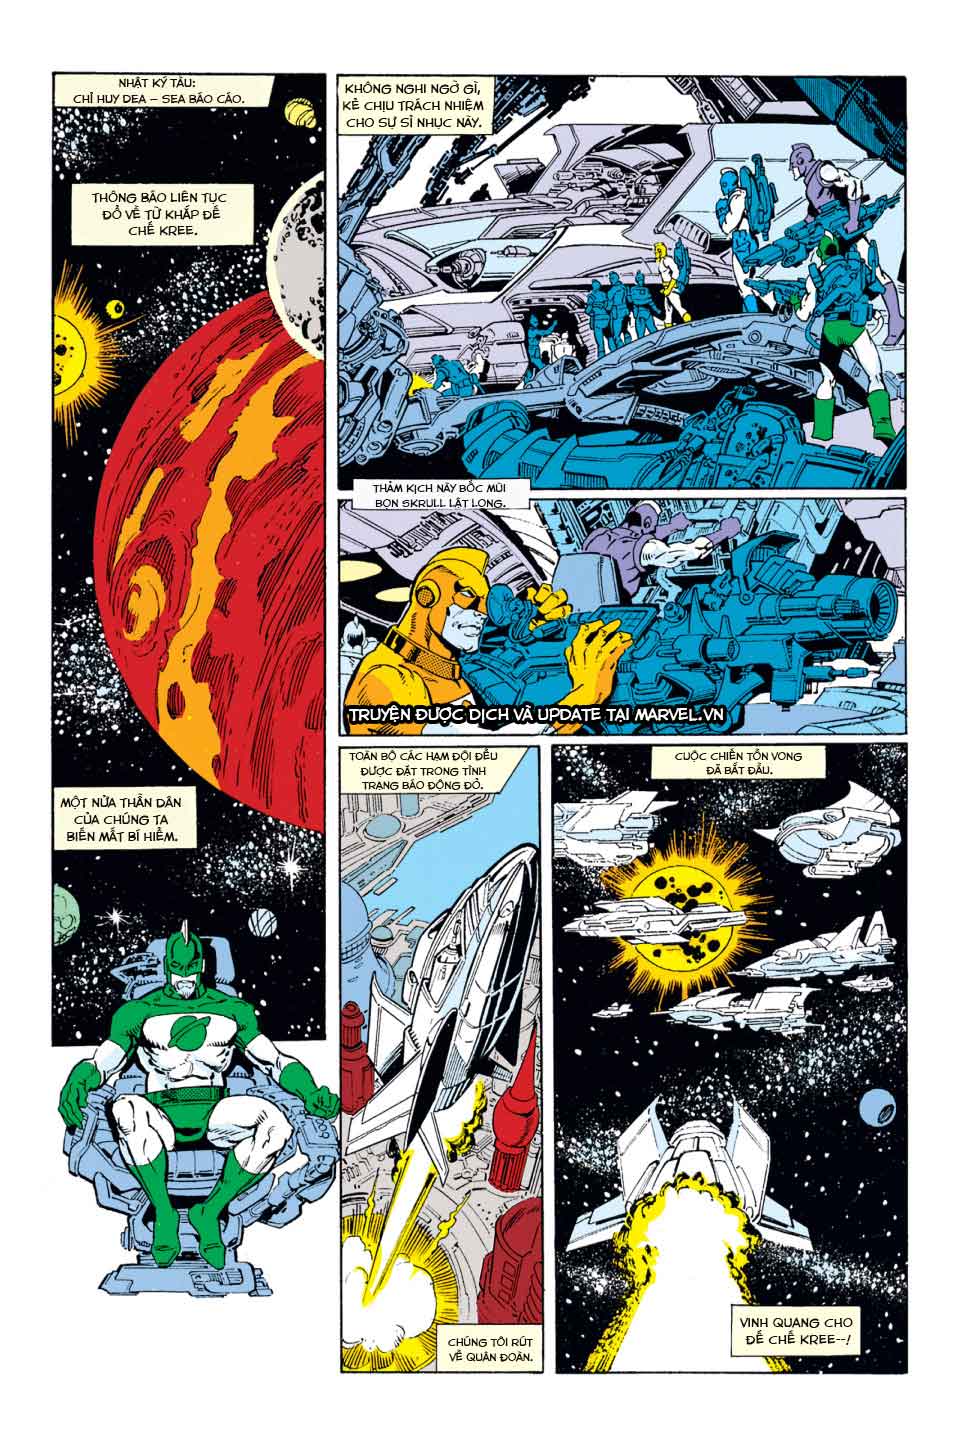 NHẬT KÝ TÀU:
CHỈ HUY DEA – SEA BÁO CÁO.
THÔNG BÁO LIÊN TỤC
ĐỔ VỀ TỪ KHẮP ĐẾ
CHẾ KREE.
MỘT NỬA THẦN DÂN
CỦA CHÚNG TA
BIẾN MẤT BÍ HIỂM.
KHÔNG NGHI NGỜ GÌ,
KẺ CHỊU TRÁCH NHIỆM
CHO SỰ SỈ NHỤC NÀY.
THẢM KỊCH NÀY BỐC MÙI
BỌN SKRULL LẬT LỌNG.
TRUYỆN ĐƯỢC DỊCH VÀ UPDATE TẠI MARVEL.VN
TOÀN BỘ CÁC HẠM ĐỘI ĐỀU
ĐƯỢC ĐẶT TRONG TÌNH
TRẠNG BÁO ĐỘNG ĐỎ.
CHÚNG TÔI RÚT
VỀ QUÂN ĐOÀN.
CUỘC CHIẾN TỒN VONG
ĐÃ BẮT ĐẦU.
VINH QUANG CHO
ĐẾ CHẾ KREE--!